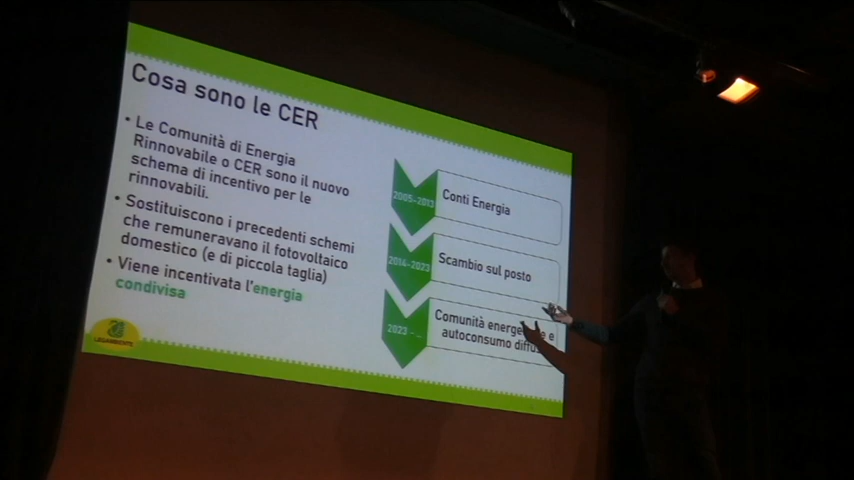 Cosa sono le CER
• Le Comunità di Energia
Rinnovabile o CER sono il nuovo
schema di incentivo per le
rinnovabili.
• Sostituiscono i precedenti schemi
che remuneravano il fotovoltaico
domestico (e di piccola taglia)
• Viene incentivata l'energia
condivisa
2005-2013
Conti Energia
2014-2023
Scambio sul posto
2023 - …
Comunità e
autoconsumo
LEGAMBIENTE